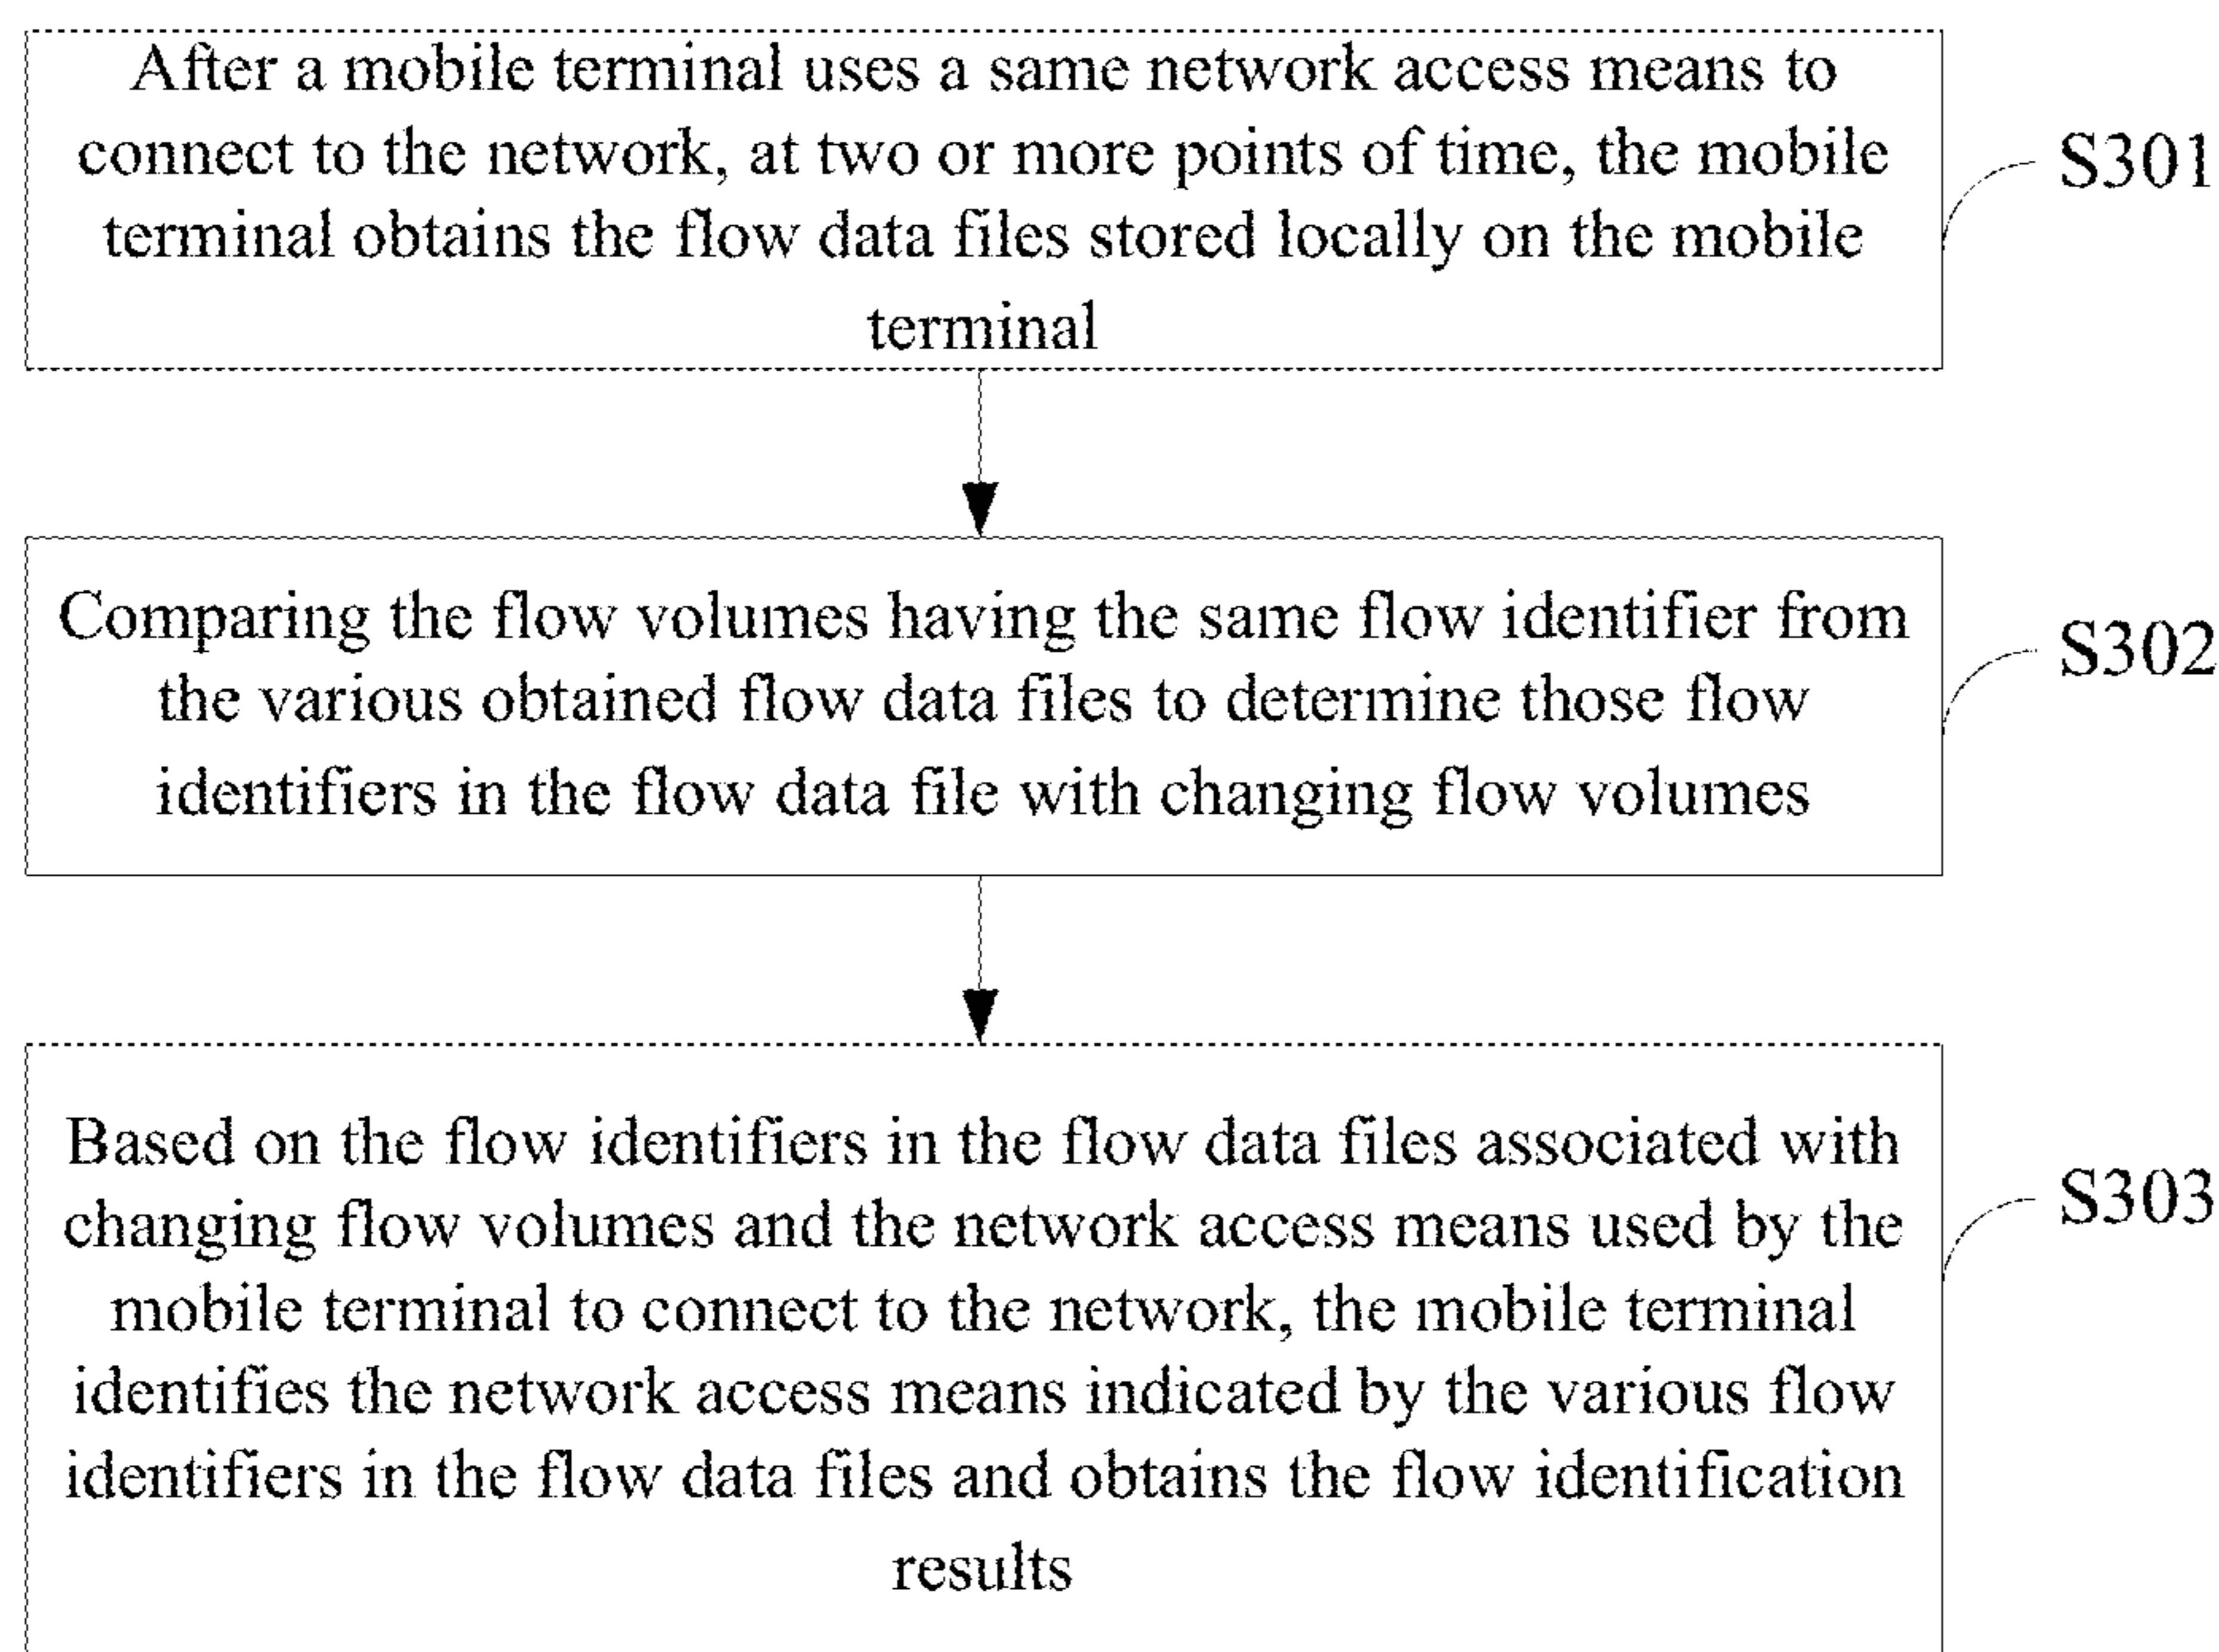 After a mobile terminal uses a same network access means to
connect to the network, at two or more points of time, the mobile
terminal obtains the flow data files stored locally on the mobile
terminal
S301
Comparing the flow volumes having the same flow identifier from
the various obtained flow data files to determine those flow
identifiers in the flow data file with changing flow volumes
S302
Based on the flow identifiers in the flow data files associated with
changing flow volumes and the network access means used by the
mobile terminal to connect to the network, the mobile terminal
identifies the network access means indicated by the various flow
identifiers in the flow data files and obtains the flow identification
results
S303